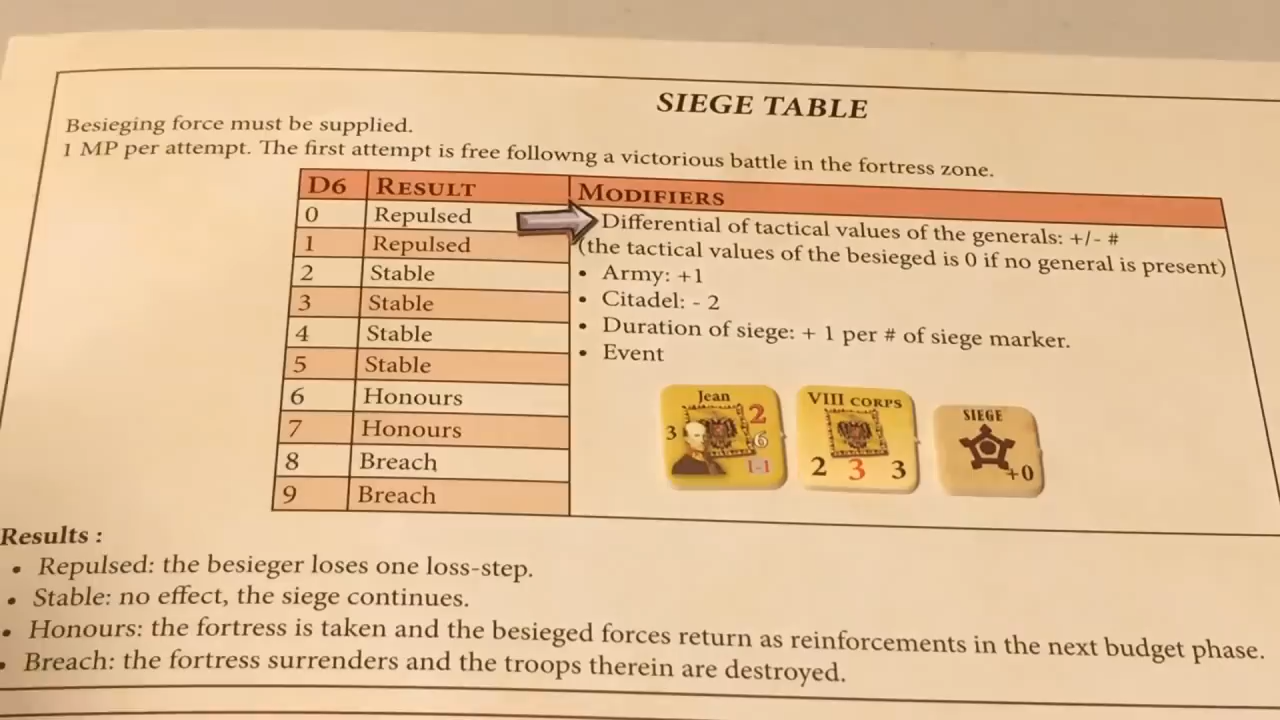 SIEGE TABLE
Besieging force must be supplied.
1 MP per attempt. The first attempt is free followng a victorious battle in the fortress zone.
D6 RESULT MODIFIERS
0 Repulsed
1 Repulsed
2 Stable
3 Stable
4 Stable
5 Stable
6 Honours
7 Honours
8 Breach
9 Breach
Differential of tactical values of the generals: +/- #
(the tactical values of the besieged is 0 if no general is present)
• Army: +1
• Citadel: - 2
• Duration of siege: + 1 per # of siege marker.
• Event
Jean
3 2
6
1-1
VIII CORPS
2 3 3
SIEGE
+0
Results :
• Repulsed: the besieger loses one loss-step.
• Stable: no effect, the siege continues.
• Honours: the fortress is taken and the besieged forces return as reinforcements in the next budget phase.
• Breach: the fortress surrenders and the troops therein are destroyed.